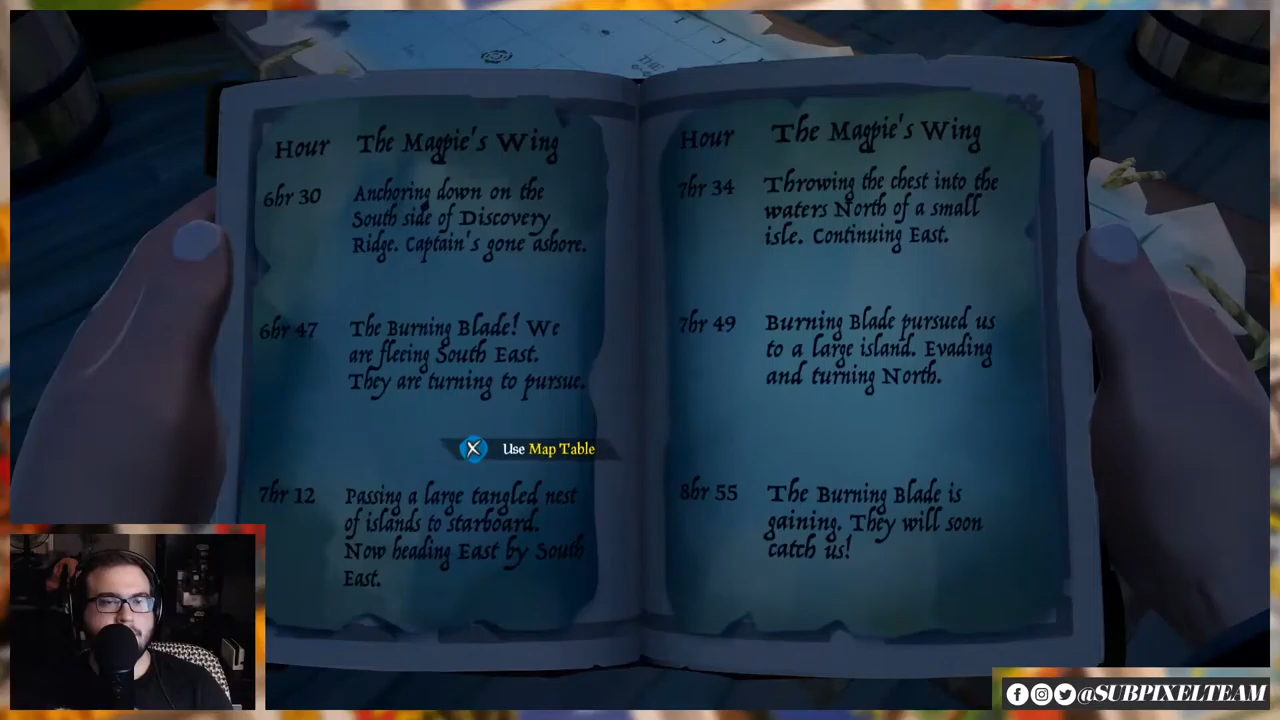 Hour The Magpie's Wing
6hr 30 Anchoring down on the
South side of Discovery
Ridge. Captain's gone ashore.
6hr 47 The Burning Blade! We
are fleeing South East.
They are turning to pursue.
Use Map Table
7hr 12 Passing a large tangled nest
of islands to starboard.
Now heading East by South
East.
Hour The Magpie's Wing
7hr 34 Throwing the chest into the
waters North of a small
isle. Continuing East.
7hr 49 Burning Blade pursued us
to a large island. Evading
and turning North.
8hr 55 The Burning Blade is
gaining. They will soon
catch us!
@SUBPIXELTEAM